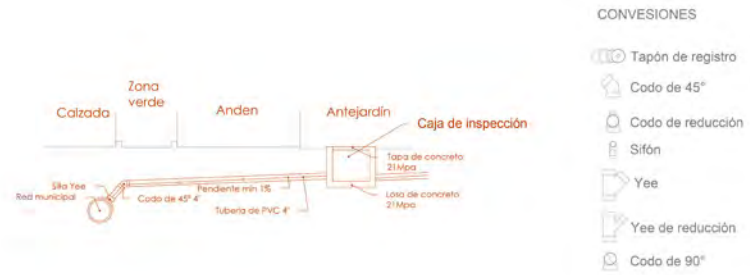 CONVESIONES
Tapón de registro
Codo de 45°
Codo de reducción
Sifón
Yee
Yee de reducción
Codo de 90°
Calzada
Zona
verde
Anden
Antejardín
Caja de inspección
Tapa de concreto
21Mpa
Losa de concreto
21Mpa
Silla Yee
Red municipal
Codo de 45° 4"
Pendiente mín 1%
Tubería de PVC 4"